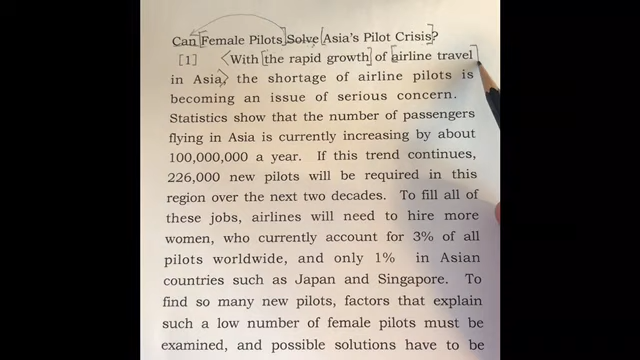 Can Female Pilots Solve Asia's Pilot Crisis?
[1] With the rapid growth of airline travel
in Asia, the shortage of airline pilots is
becoming an issue of serious concern.
Statistics show that the number of passengers
flying in Asia is currently increasing by about
100,000,000 a year. If this trend continues,
226,000 new pilots will be required in this
region over the next two decades. To fill all of
these jobs, airlines will need to hire more
women, who currently account for 3% of all
pilots worldwide, and only 1% in Asian
countries such as Japan and Singapore. To
find so many new pilots, factors that explain
such a low number of female pilots must be
examined, and possible solutions have to be